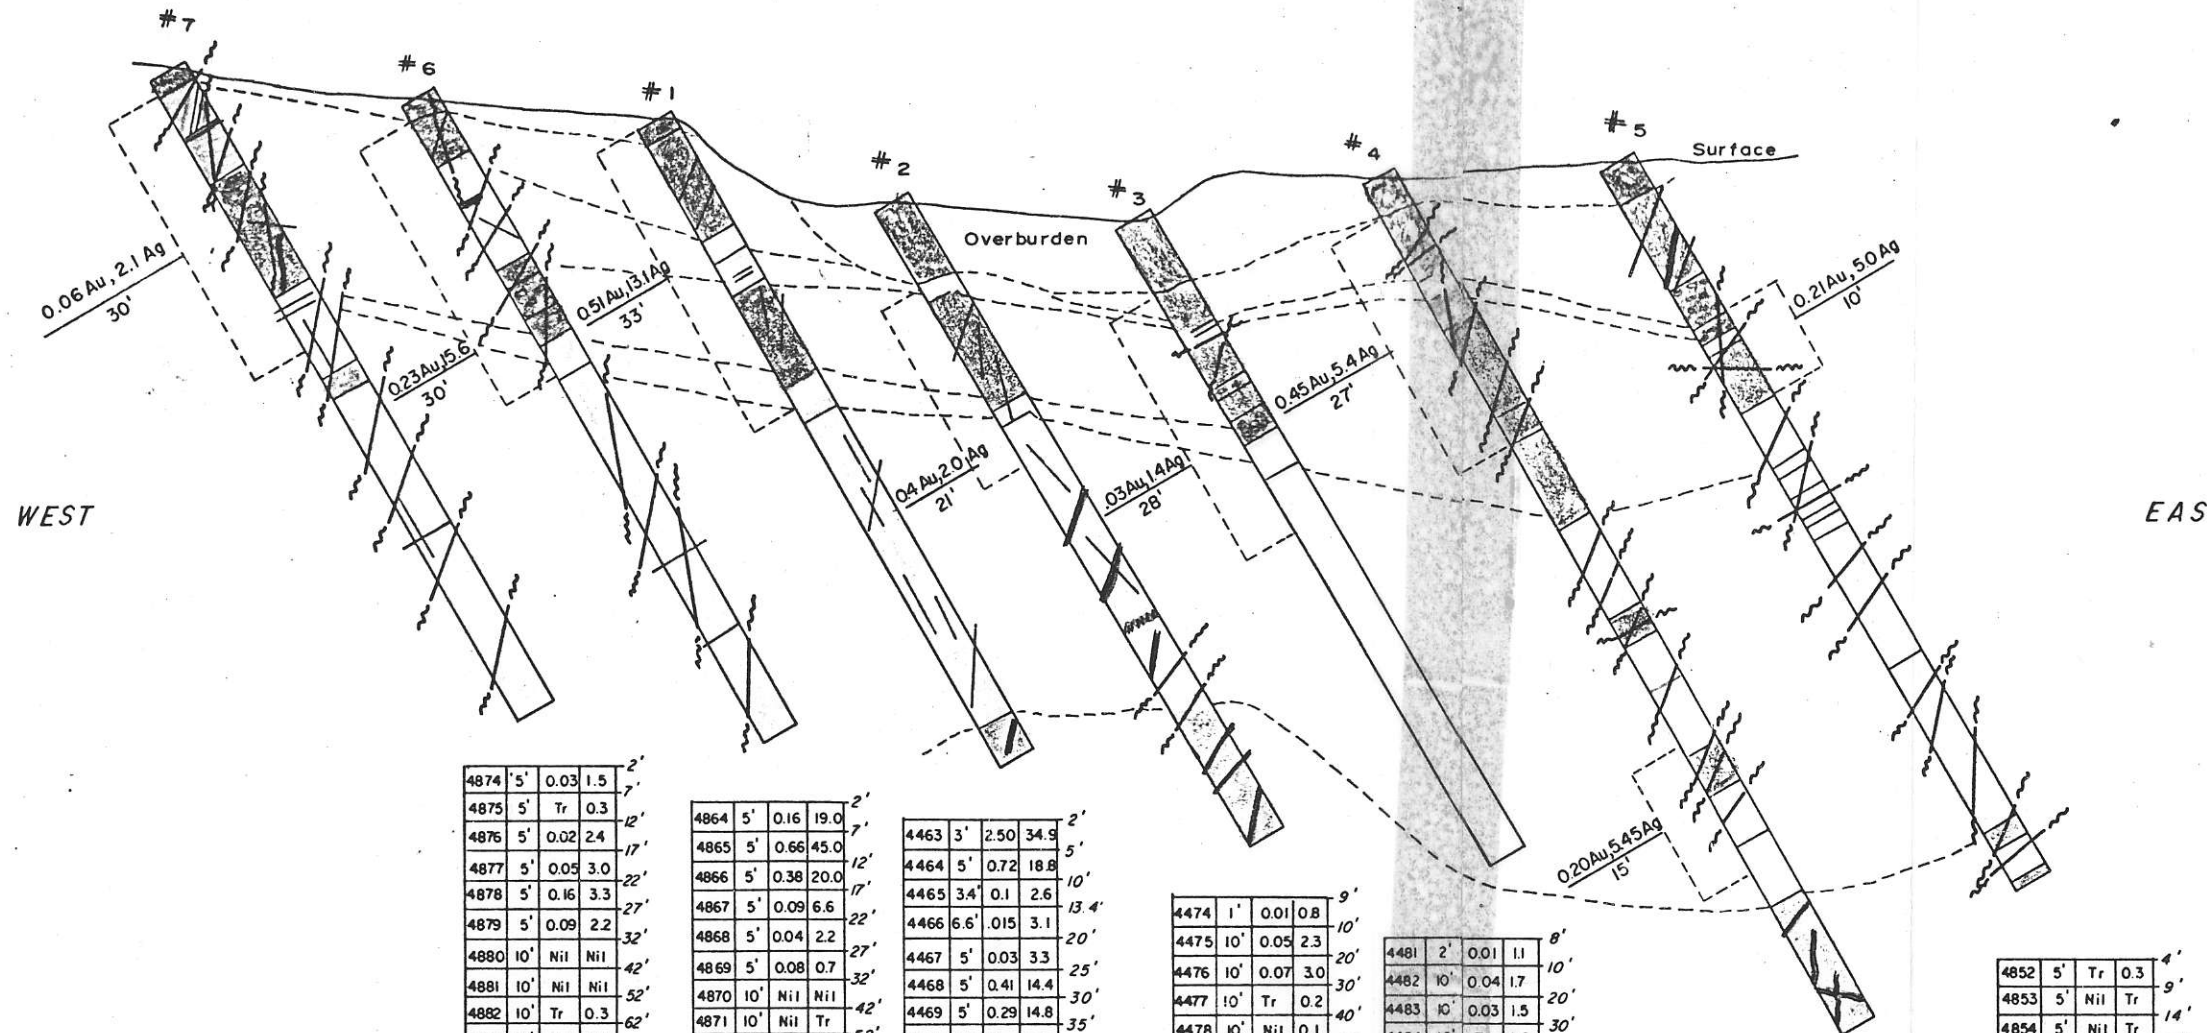 # 7
# 6
# 1
# 2
# 3
# 4
# 5
Surface
Overburden
0.06 Au, 2.1 Ag
30'
0.23 Au, 15.6
30'
0.51 Au, 13.1 Ag
33'
04 Au, 2.0 Ag
21'
.03 Au, 1.4 Ag
28'
0.45 Au, 5.4 Ag
27'
0.21 Au, 5.0 Ag
10'
0.20 Au, 5.45 Ag
15'
WEST
EAS
2'
4874 5' 0.03 1.5
7'
4875 5' Tr 0.3
12'
4876 5' 0.02 2.4
17'
4877 5' 0.05 3.0
22'
4878 5' 0.16 3.3
27'
4879 5' 0.09 2.2
32'
4880 10' Nil Nil
42'
4881 10' Nil Nil
52'
4882 10' Tr 0.3
62'
2'
4864 5' 0.16 19.0
7'
4865 5' 0.66 45.0
12'
4866 5' 0.38 20.0
17'
4867 5' 0.09 6.6
22'
4868 5' 0.04 2.2
27'
4869 5' 0.08 0.7
32'
4870 10' Nil Nil
42'
4871 10' Nil Tr
2'
4463 3' 2.50 34.9
5'
4464 5' 0.72 18.8
10'
4465 3.4' 0.1 2.6
13.4'
4466 6.6' .015 3.1
20'
4467 5' 0.03 3.3
25'
4468 5' 0.41 14.4
30'
4469 5' 0.29 14.8
35'
9'
4474 1' 0.01 0.8
10'
4475 10' 0.05 2.3
20'
4476 10' 0.07 3.0
30'
4477 10' Tr 0.2
40'
4478 10' Nil 0.1
8'
4481 2' 0.01 1.1
10'
4482 10' 0.04 1.7
20'
4483 10' 0.03 1.5
30'
4'
4852 5' Tr 0.3
9'
4853 5' Nil Tr
14'
4854 5' Nil Tr